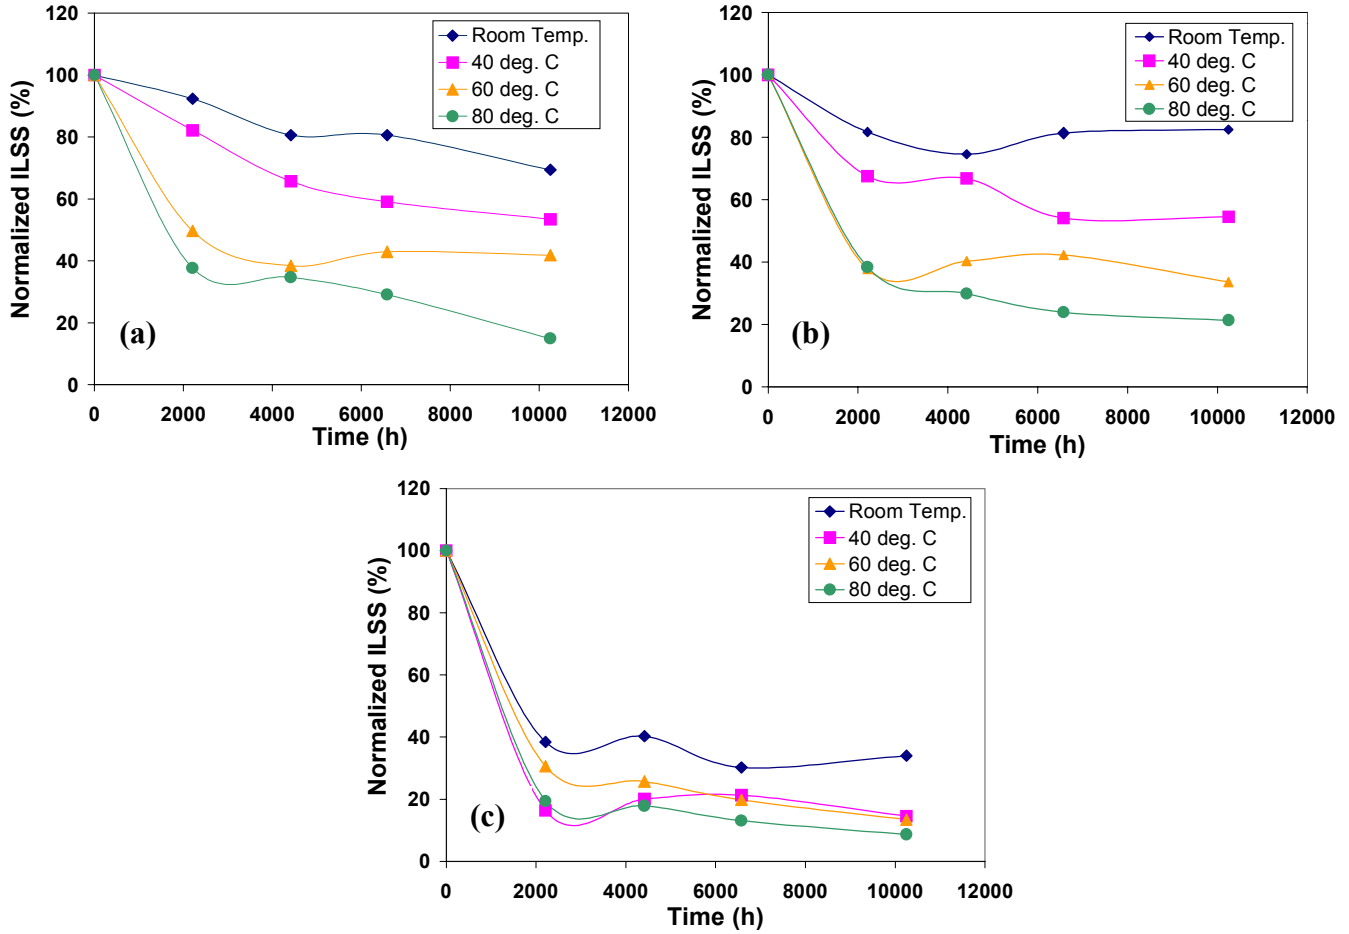 120
100
80
60
40
20
0
Normalized ILSS (%)
Room Temp.
40 deg. C
60 deg. C
80 deg. C
(a)
0 2000 4000 6000 8000 10000 12000
Time (h)
120
100
80
60
40
20
0
Normalized ILSS (%)
Room Temp.
40 deg. C
60 deg. C
80 deg. C
(b)
0 2000 4000 6000 8000 10000 12000
Time (h)
120
100
80
60
40
20
0
Normalized ILSS (%)
Room Temp.
40 deg. C
60 deg. C
80 deg. C
(c)
0 2000 4000 6000 8000 10000 12000
Time (h)